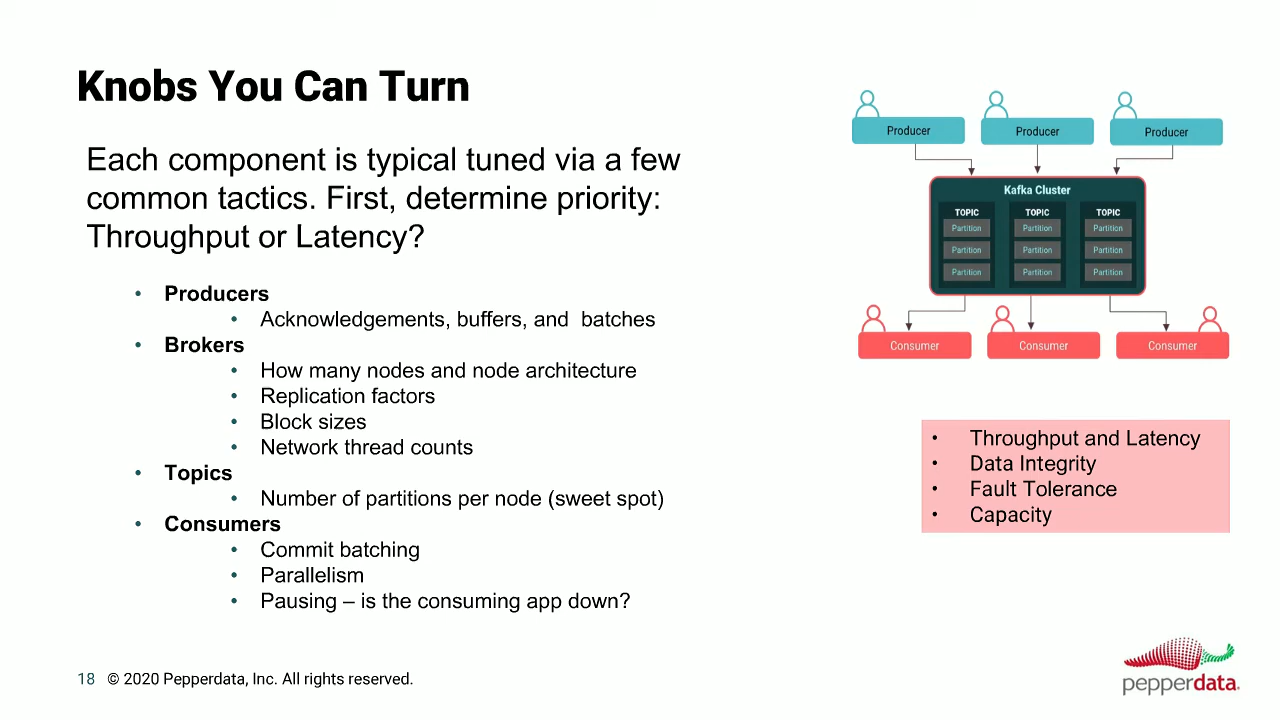 Knobs You Can Turn
Each component is typical tuned via a few
common tactics. First, determine priority:
Throughput or Latency?
• Producers
• Acknowledgements, buffers, and batches
• Brokers
• How many nodes and node architecture
• Replication factors
• Block sizes
• Network thread counts
• Topics
• Number of partitions per node (sweet spot)
• Consumers
• Commit batching
• Parallelism
• Pausing – is the consuming app down?
Producer Producer Producer
Kafka Cluster
TOPIC TOPIC TOPIC
Partition Partition Partition
Partition Partition Partition
Partition Partition Partition
Consumer Consumer Consumer
• Throughput and Latency
• Data Integrity
• Fault Tolerance
• Capacity
18 © 2020 Pepperdata, Inc. All rights reserved.
pepperdata